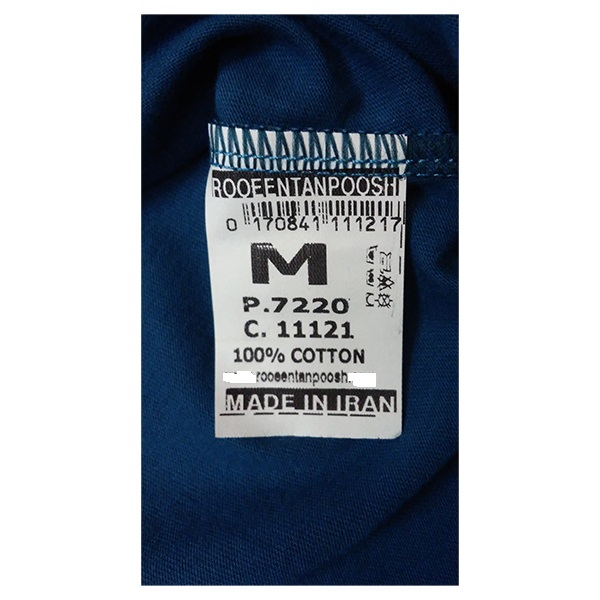 ROOEENTANPOOSH
0 170841 111217
M
P.7220
C. 11121
100% COTTON
rooeentanpoosh.
MADE IN IRAN